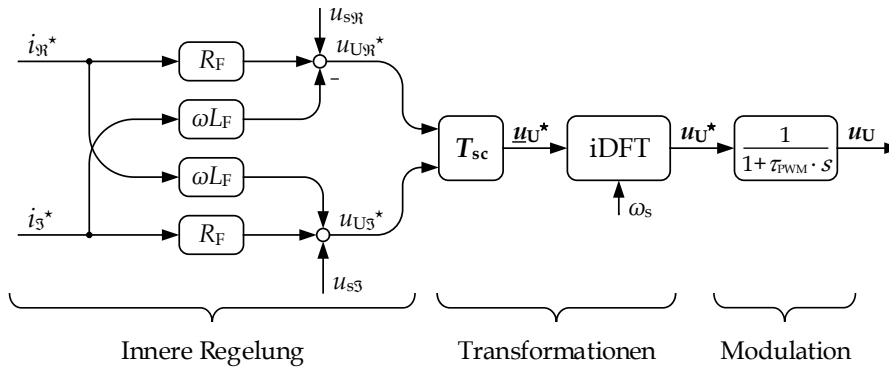 u_sℜ
i_ℜ* R_F u_Uℜ*
–
ωL_F
T_sc u_U* iDFT u_U* 1 / (1 + τ_PWM · s) u_U
ωL_F
ω_s
i_ℑ* R_F u_Uℑ*
u_sℑ
Innere Regelung Transformationen Modulation